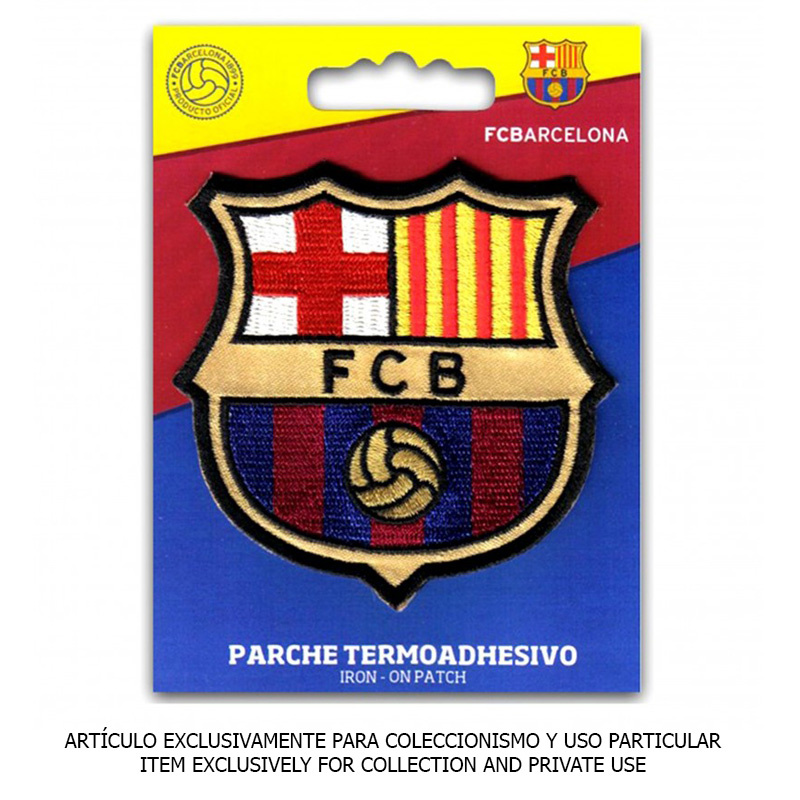 FCBARCELONA 1899
PRODUCTO OFICIAL
FCB
FCBARCELONA
FCB
PARCHE TERMOADHESIVO
IRON - ON PATCH
ARTÍCULO EXCLUSIVAMENTE PARA COLECCIONISMO Y USO PARTICULAR
ITEM EXCLUSIVELY FOR COLLECTION AND PRIVATE USE